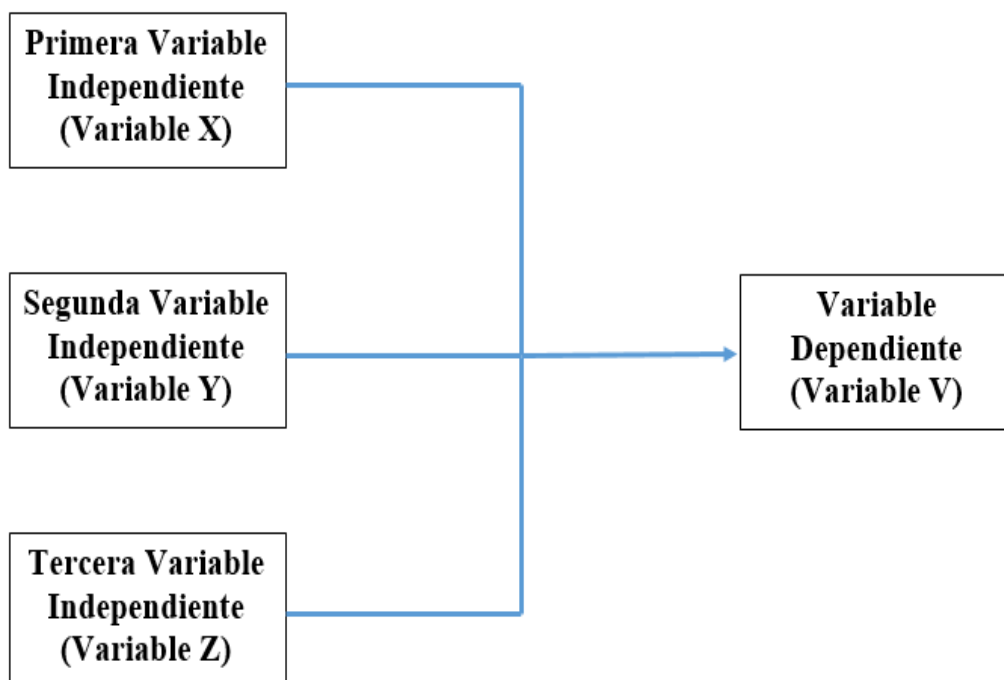 Primera Variable
Independiente
(Variable X)
Segunda Variable
Independiente
(Variable Y)
Variable
Dependiente
(Variable V)
Tercera Variable
Independiente
(Variable Z)